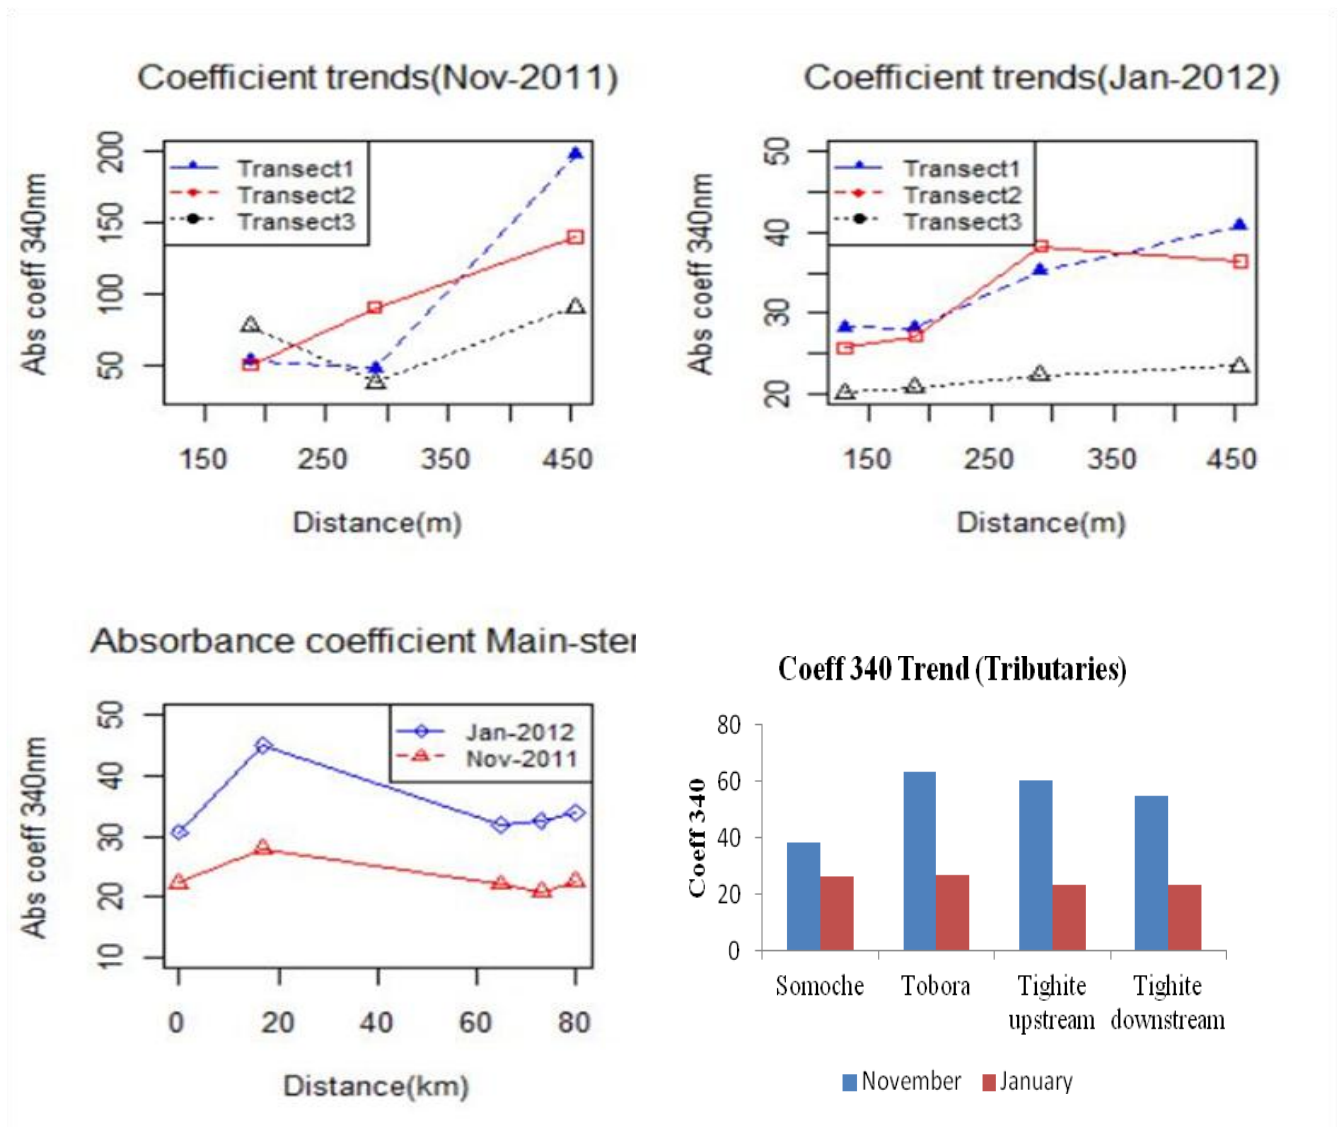 Coefficient trends(Nov-2011)
Abs coeff 340nm
200
150
100
50
Transect1
Transect2
Transect3
150 250 350 450
Distance(m)
Coefficient trends(Jan-2012)
Abs coeff 340nm
50
40
30
20
Transect1
Transect2
Transect3
150 250 350 450
Distance(m)
Absorbance coefficient Main-ster
Abs coeff 340nm
50
40
30
20
10
Jan-2012
Nov-2011
0 20 40 60 80
Distance(km)
Coeff 340 Trend (Tributaries)
Coeff 340
80
60
40
20
0
Somoche Tobora Tighite Tighite
upstream downstream
November January